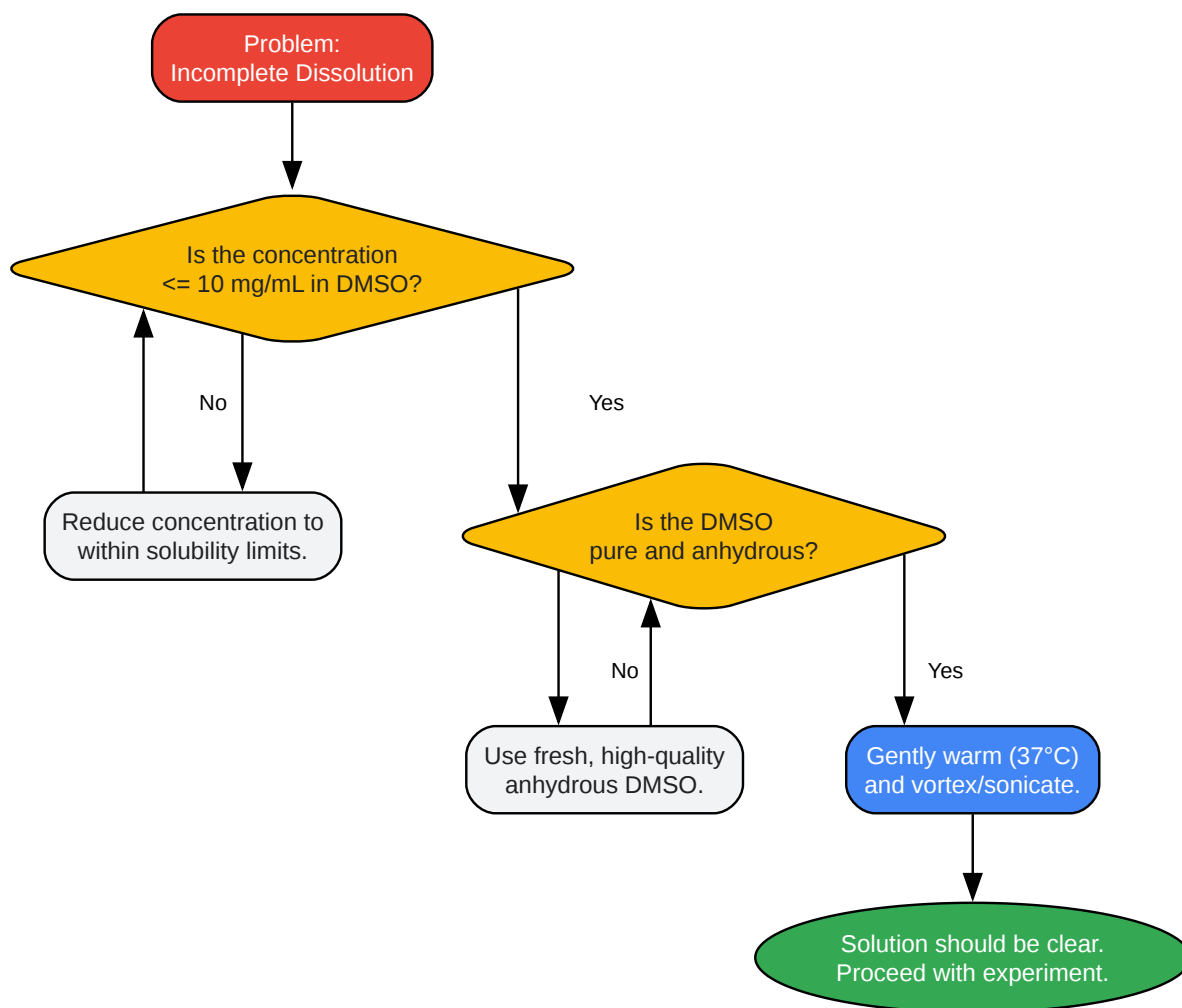 Problem:
Incomplete Dissolution
Is the concentration
<= 10 mg/mL in DMSO?
No
Yes
Reduce concentration to
within solubility limits.
Is the DMSO
pure and anhydrous?
No
Yes
Use fresh, high-quality
anhydrous DMSO.
Gently warm (37°C)
and vortex/sonicate.
Solution should be clear.
Proceed with experiment.